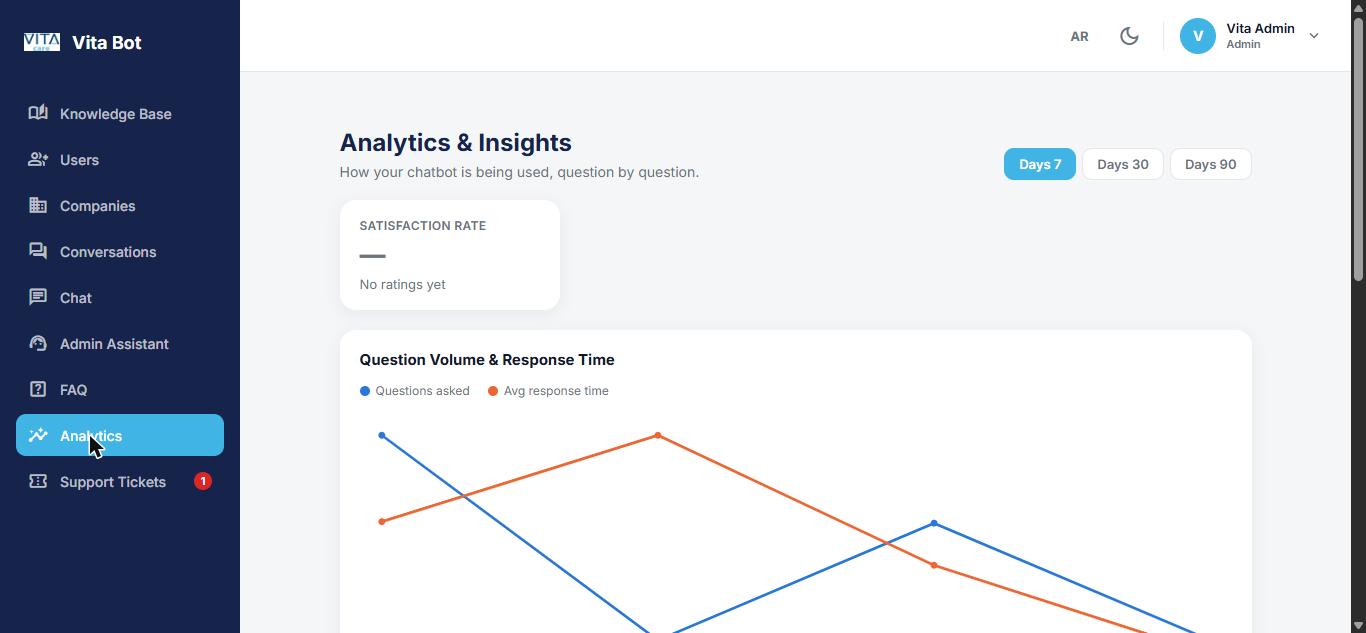 VITA
care
Vita Bot
Knowledge Base
Users
Companies
Conversations
Chat
Admin Assistant
FAQ
Analytics
Support Tickets
1
AR
V
Vita Admin
Admin
Analytics & Insights
How your chatbot is being used, question by question.
Days 7
Days 30
Days 90
SATISFACTION RATE
—
No ratings yet
Question Volume & Response Time
Questions asked
Avg response time